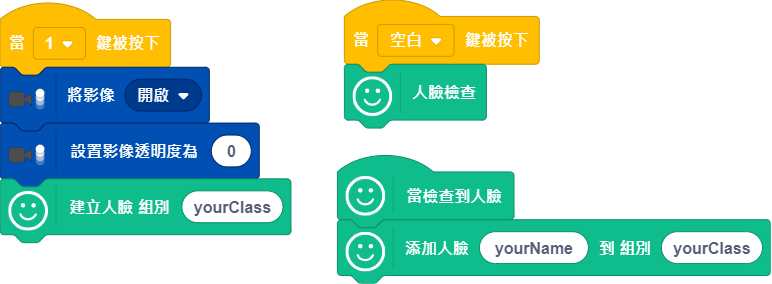 當 1 鍵被按下
將影像 開啟
設置影像透明度為 0
建立人臉 組別 yourClass
當 空白 鍵被按下
人臉檢查
當檢查到人臉
添加人臉 yourName 到 組別 yourClass